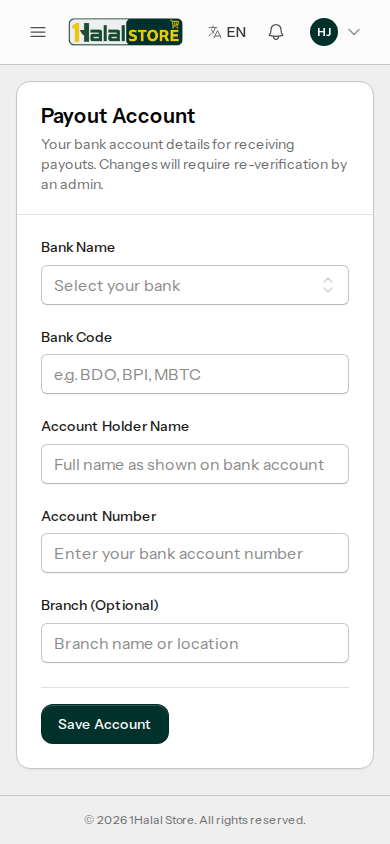 1Halal STORE
EN
HJ
Payout Account
Your bank account details for receiving
payouts. Changes will require re-verification by
an admin.
Bank Name
Select your bank
Bank Code
e.g. BDO, BPI, MBTC
Account Holder Name
Full name as shown on bank account
Account Number
Enter your bank account number
Branch (Optional)
Branch name or location
Save Account
© 2026 1Halal Store. All rights reserved.